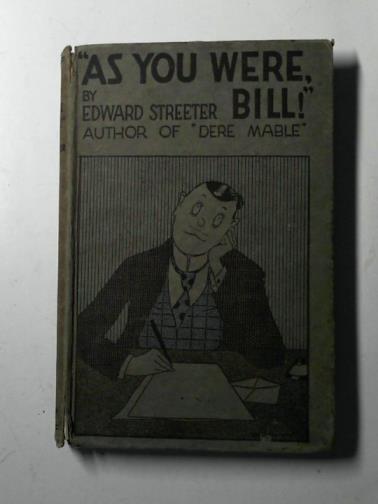 "AS YOU WERE,
BY
EDWARD STREETER BILL!"
AUTHOR OF "DERE MABLE"